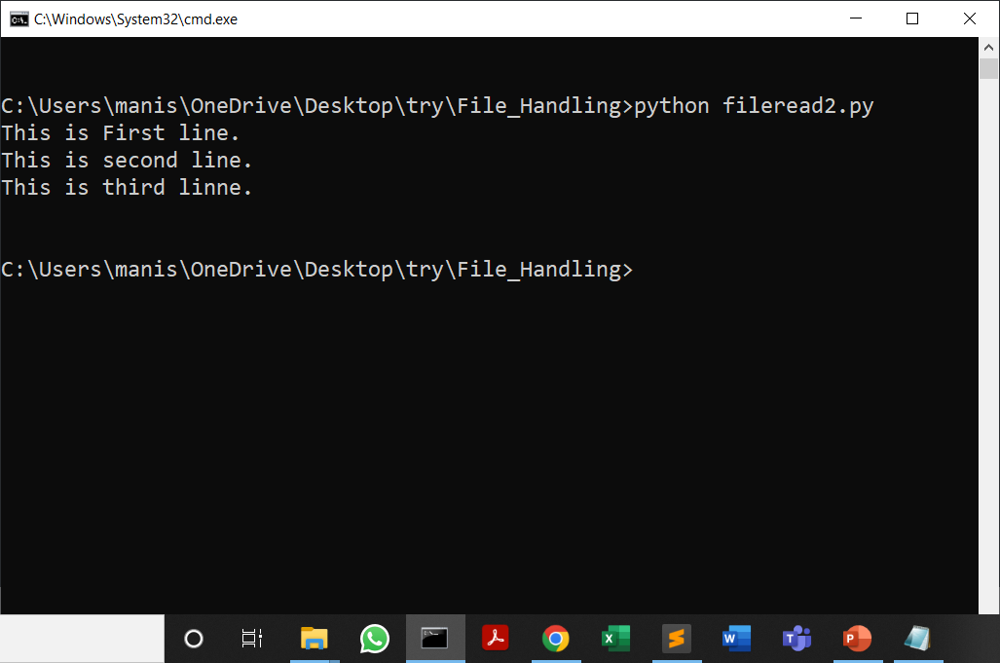 C:\Windows\System32\cmd.exe
C:\Users\manis\OneDrive\Desktop\try\File_Handling>python fileread2.py
This is First line.
This is second line.
This is third linne.
C:\Users\manis\OneDrive\Desktop\try\File_Handling>